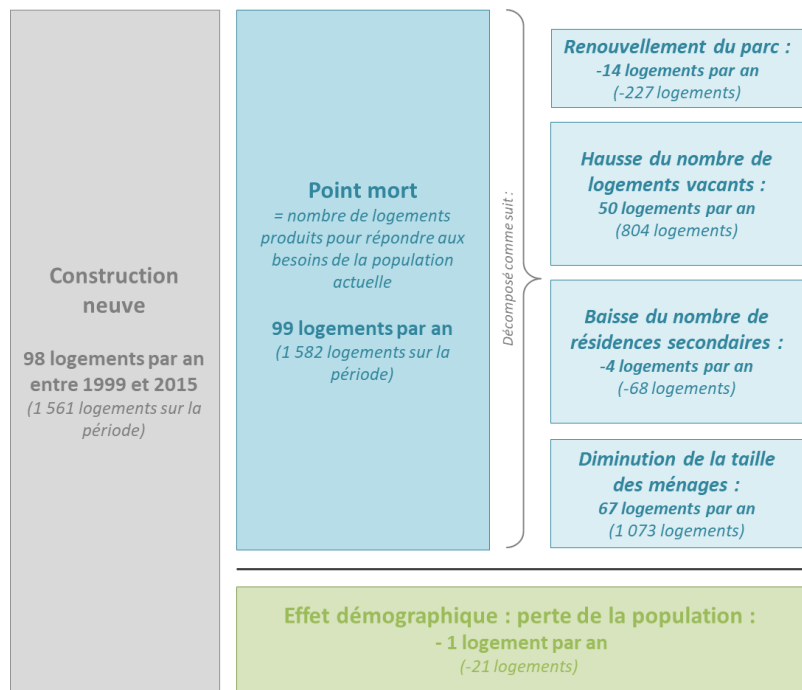 Construction
neuve
98 logements par an
entre 1999 et 2015
(1 561 logements sur la
période)
Point mort
= nombre de logements
produits pour répondre aux
besoins de la population
actuelle
99 logements par an
(1 582 logements sur la
période)
Décomposé comme suit :
Renouvellement du parc :
-14 logements par an
(-227 logements)
Hausse du nombre de
logements vacants :
50 logements par an
(804 logements)
Baisse du nombre de
résidences secondaires :
-4 logements par an
(-68 logements)
Diminution de la taille
des ménages :
67 logements par an
(1 073 logements)
Effet démographique : perte de la population :
- 1 logement par an
(-21 logements)